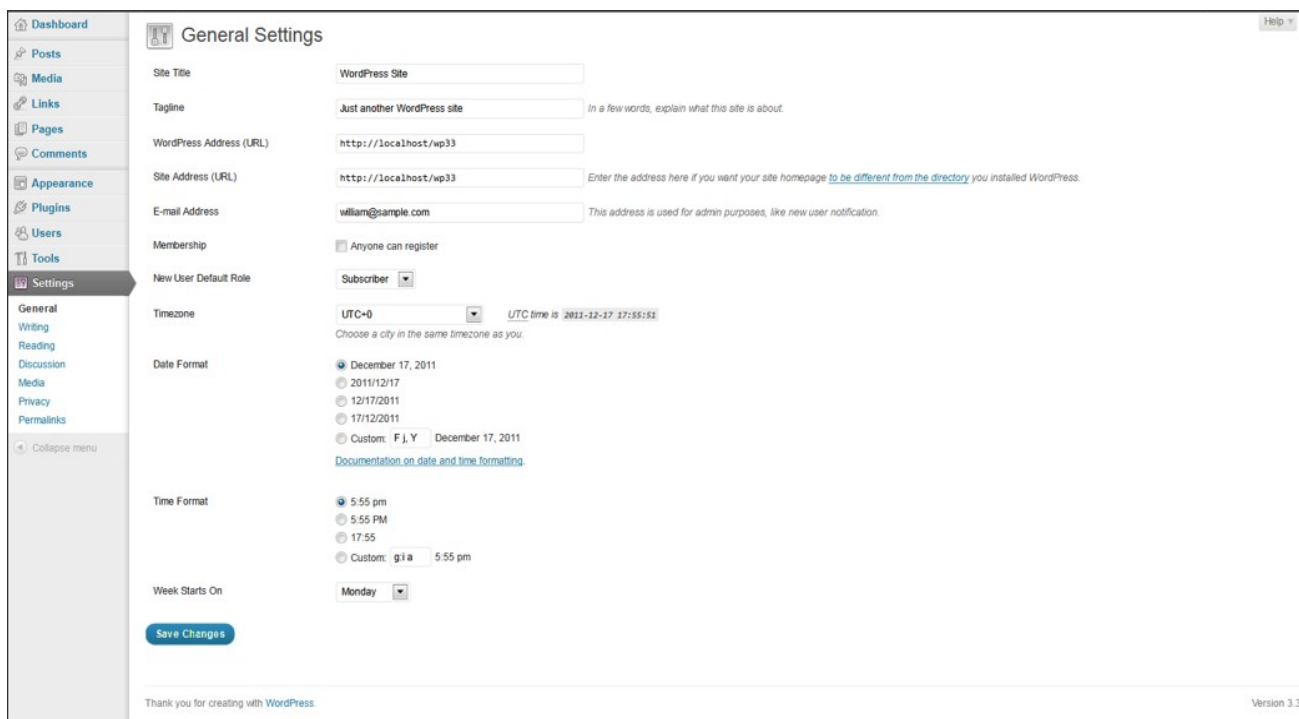 Dashboard
Posts
Media
Links
Pages
Comments
Appearance
Plugins
Users
Tools
Settings
General
Writing
Reading
Discussion
Media
Privacy
Permalinks
Collapse menu
Help
General Settings
Site Title WordPress Site
Tagline Just another WordPress site In a few words, explain what this site is about.
WordPress Address (URL) http://localhost/wp33
Site Address (URL) http://localhost/wp33 Enter the address here if you want your site homepage to be different from the directory you installed WordPress.
E-mail Address william@sample.com This address is used for admin purposes, like new user notification.
Membership Anyone can register
New User Default Role Subscriber
Timezone UTC+0 UTC time is 2011-12-17 17:55:51
Choose a city in the same timezone as you.
Date Format December 17, 2011
2011/12/17
12/17/2011
17/12/2011
Custom: F j, Y December 17, 2011
Documentation on date and time formatting.
Time Format 5:55 pm
5:55 PM
17:55
Custom: g:i a 5:55 pm
Week Starts On Monday
Save Changes
Thank you for creating with WordPress. Version 3.3